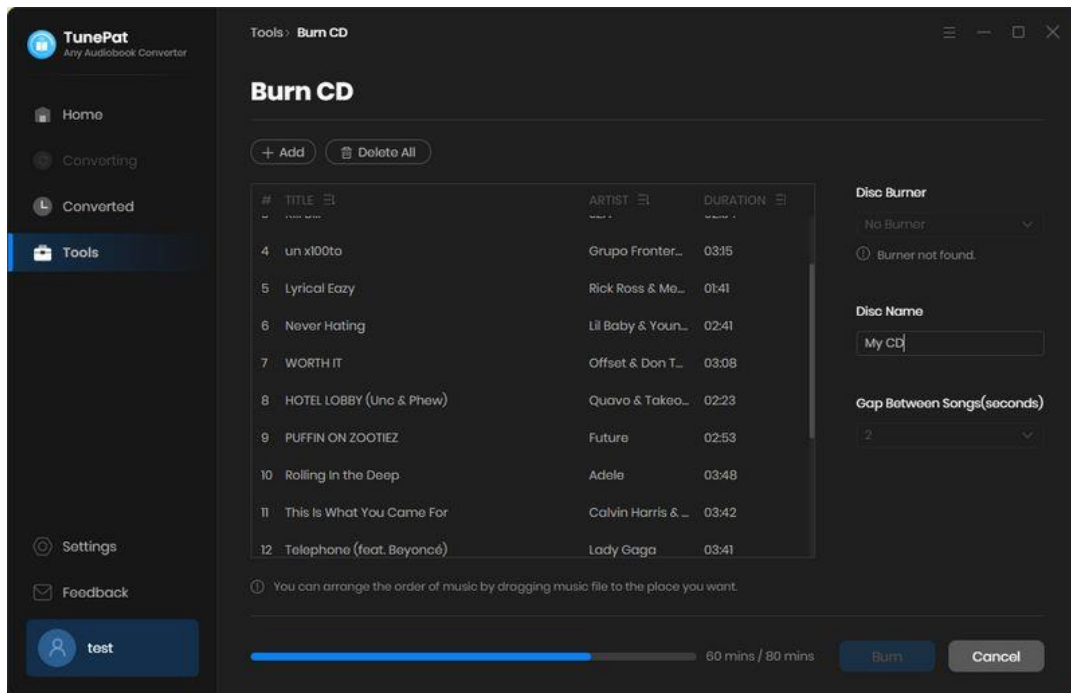 TunePat
Any Audiobook Converter
Home
Converting
Converted
Tools
Settings
Feedback
test
Tools › Burn CD
Burn CD
+ Add
Delete All
# TITLE ARTIST DURATION
4 un x100to Grupo Fronter... 03:15
5 Lyrical Eazy Rick Ross & Me... 01:41
6 Never Hating Lil Baby & Youn... 02:41
7 WORTH IT Offset & Don T... 03:08
8 HOTEL LOBBY (Unc & Phew) Quavo & Takeo... 02:23
9 PUFFIN ON ZOOTIEZ Future 02:53
10 Rolling In the Deep Adele 03:48
11 This Is What You Came For Calvin Harris & ... 03:42
12 Telephone (feat. Beyoncé) Lady Gaga 03:41
You can arrange the order of music by dragging music file to the place you want.
Disc Burner
No Burner
Burner not found.
Disc Name
My CD
Gap Between Songs(seconds)
2
60 mins / 80 mins
Burn
Cancel